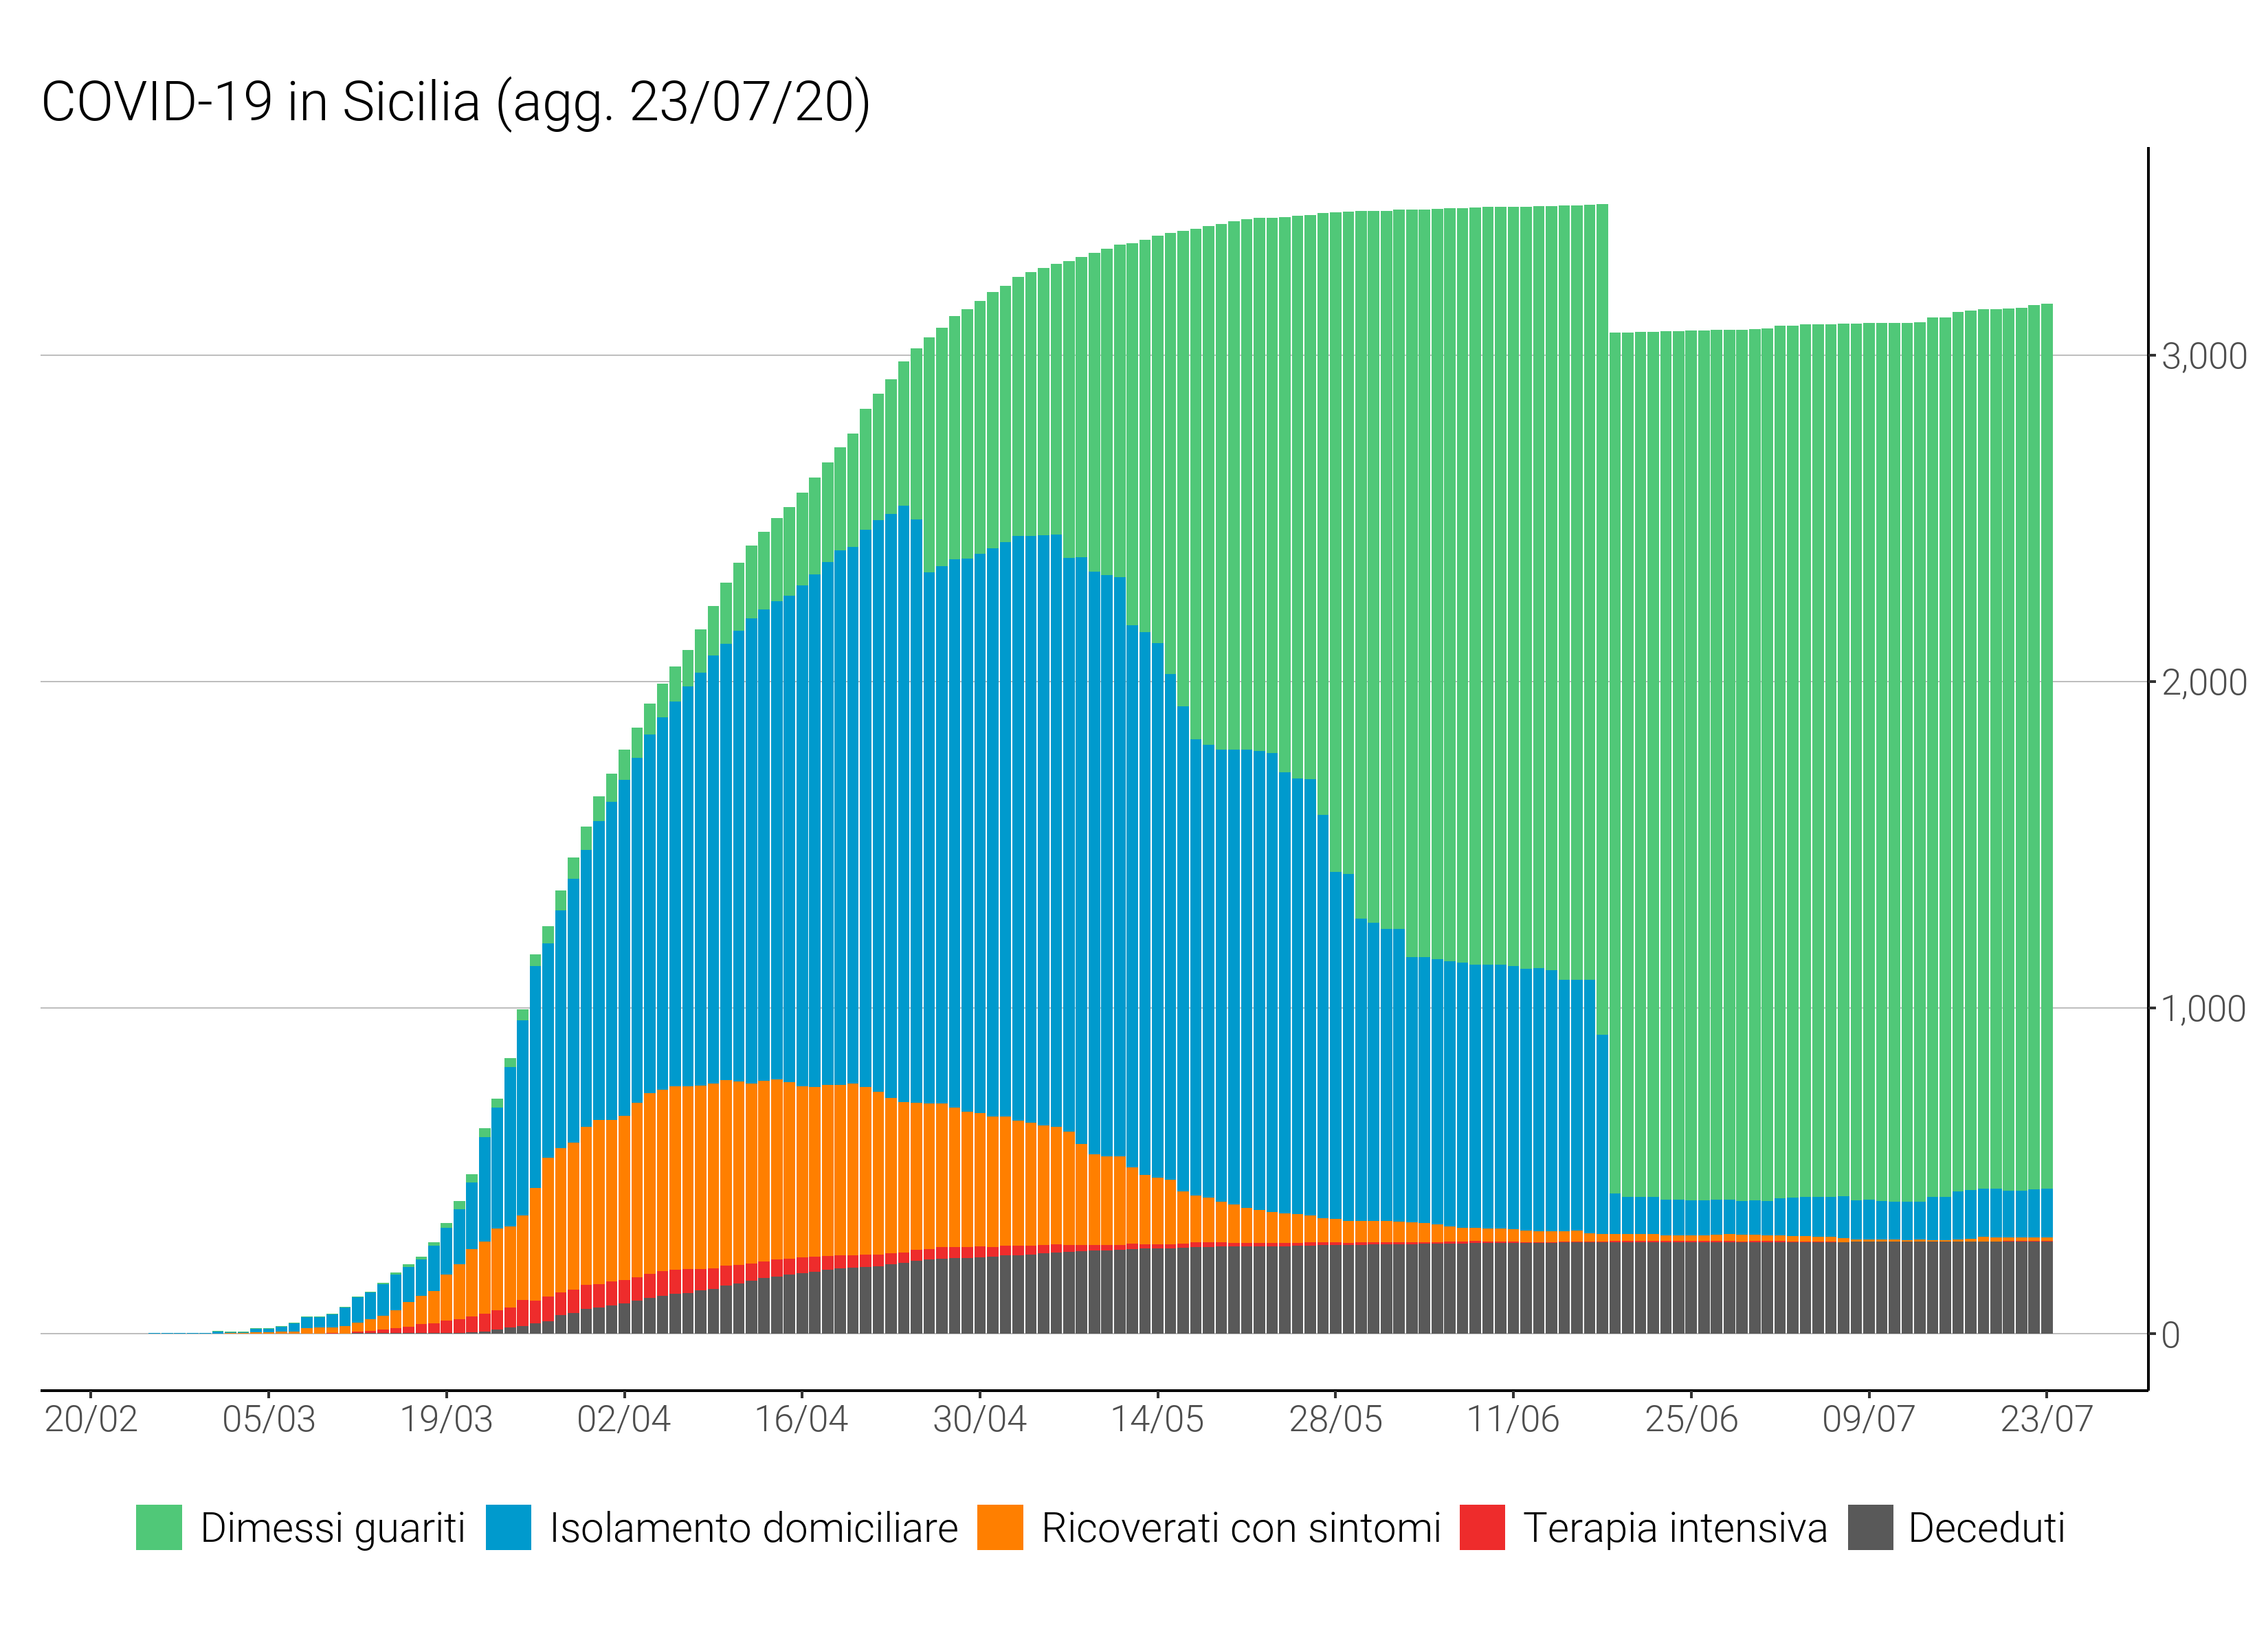 COVID-19 in Sicilia (agg. 23/07/20)
3,000
2,000
1,000
0
20/02 05/03 19/03 02/04 16/04 30/04 14/05 28/05 11/06 25/06 09/07 23/07
Dimessi guariti Isolamento domiciliare Ricoverati con sintomi Terapia intensiva Deceduti